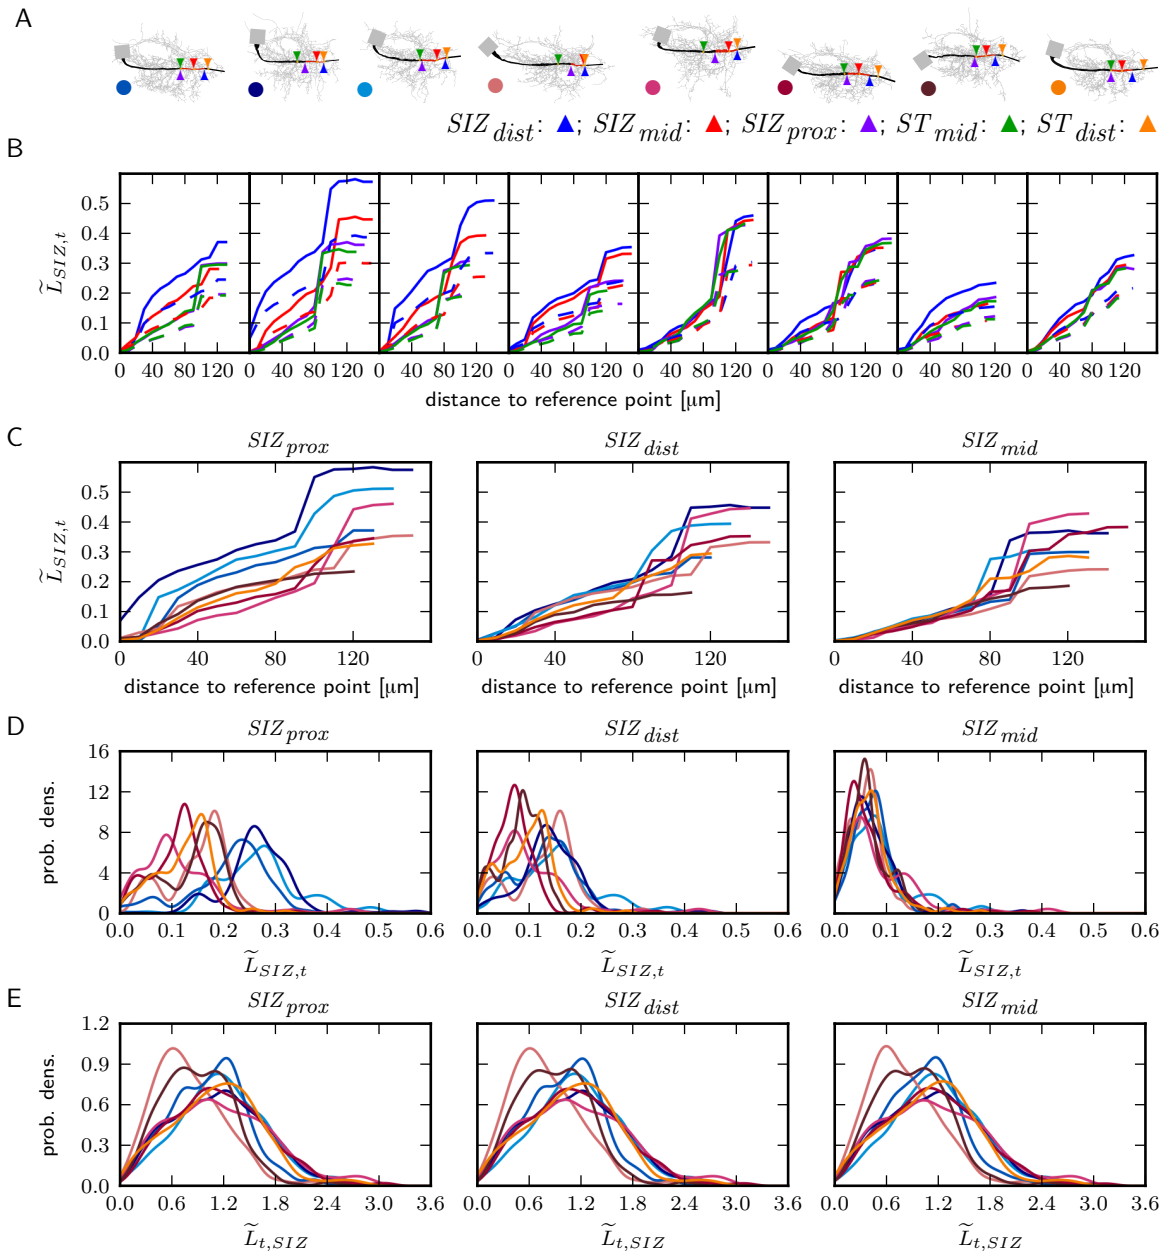 A
SIZ dist: ▲; SIZ mid: ▲; SIZ prox: ▲; ST mid: ▲; ST dist: ▲
B
0.5
0.4
0.3
0.2
0.1
0.0
L̃ SIZ,t
0 40 80 120 0 40 80 120 0 40 80 120 0 40 80 120 0 40 80 120 0 40 80 120 0 40 80 120 0 40 80 120
distance to reference point [μm]
C
SIZ prox SIZ dist SIZ mid
0.5
0.4
0.3
0.2
0.1
0.0
L̃ SIZ,t
0 40 80 120 0 40 80 120 0 40 80 120
distance to reference point [μm] distance to reference point [μm] distance to reference point [μm]
D
SIZ prox SIZ dist SIZ mid
16
12
8
4
0
prob. dens.
0.0 0.1 0.2 0.3 0.4 0.5 0.6 0.0 0.1 0.2 0.3 0.4 0.5 0.6 0.0 0.1 0.2 0.3 0.4 0.5 0.6
L̃ SIZ,t L̃ SIZ,t L̃ SIZ,t
E
SIZ prox SIZ dist SIZ mid
1.2
0.9
0.6
0.3
0.0
prob. dens.
0.0 0.6 1.2 1.8 2.4 3.0 3.6 0.0 0.6 1.2 1.8 2.4 3.0 3.6 0.0 0.6 1.2 1.8 2.4 3.0 3.6
L̃ t,SIZ L̃ t,SIZ L̃ t,SIZ